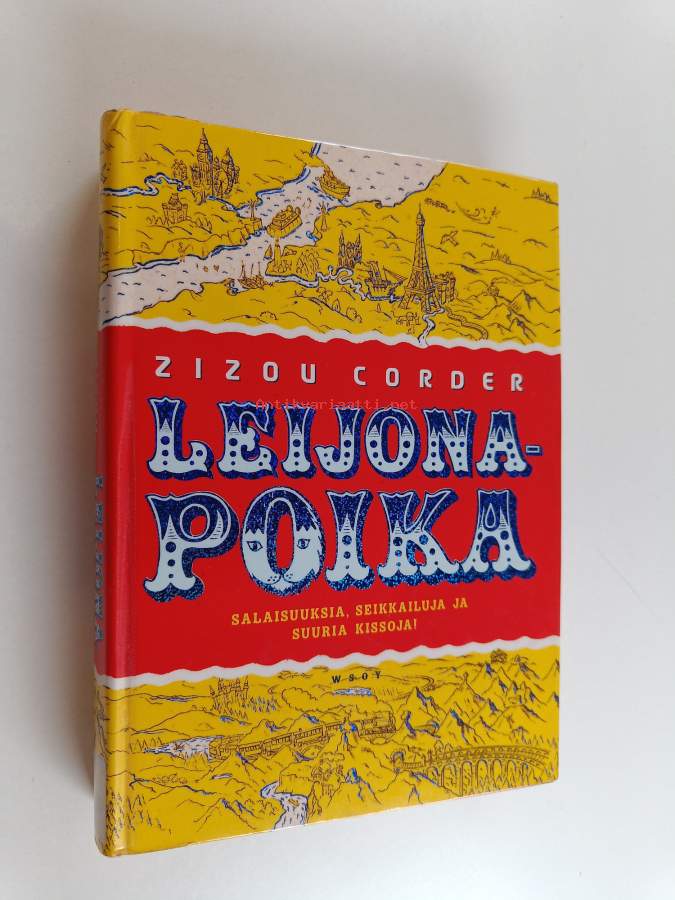 ZIZOU CORDER
Antikvariaatti.net
LEIJONA-
POIKA
SALAISUUKSIA, SEIKKAILUJA JA
SUURIA KISSOJA!
WSOY